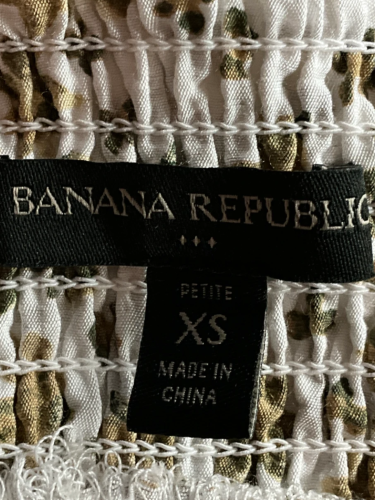 BANANA REPUBLIC
PETITE
XS
MADE IN
CHINA